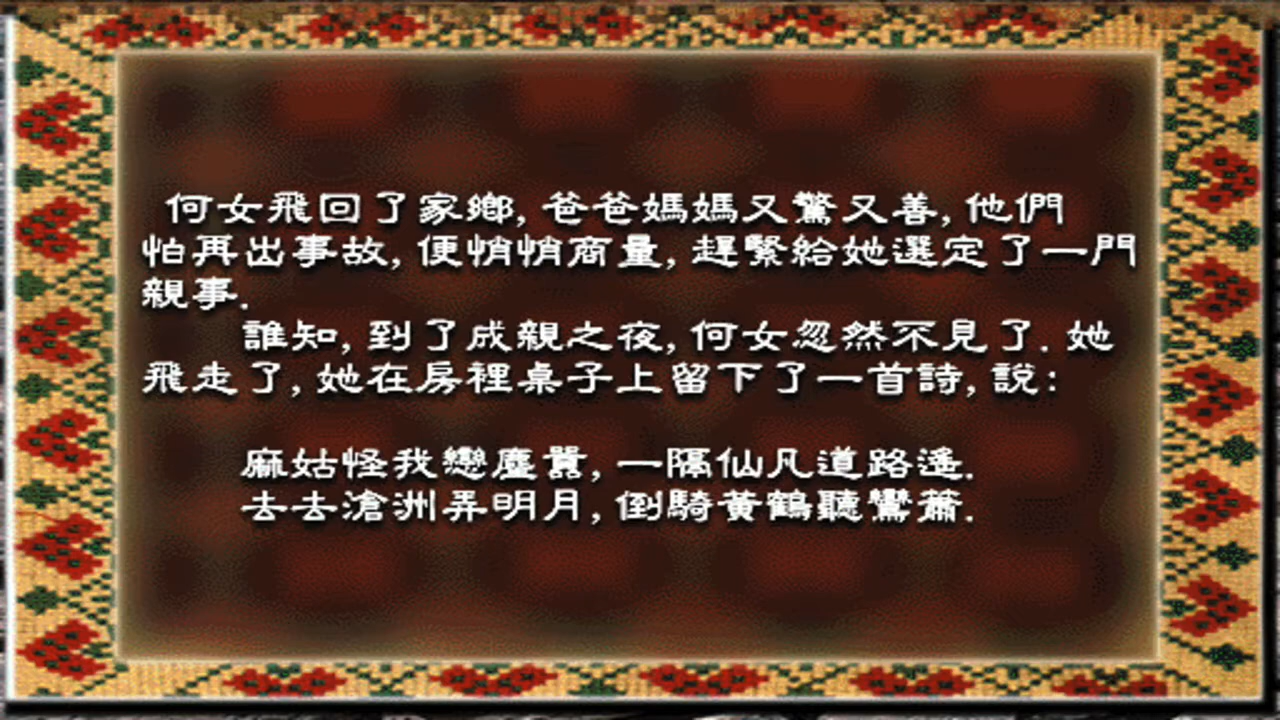 何女飛回了家鄉,爸爸媽媽又驚又善,他們
怕再出事故,便悄悄商量,趕緊給她選定了一門
親事.
誰知,到了成親之夜,何女忽然不見了.她
飛走了,她在房裡桌子上留下了一首詩,說:
麻姑怪我戀塵囂,一隔仙凡道路遙.
去去滄洲弄明月,倒騎黃鶴聽鸞簫.